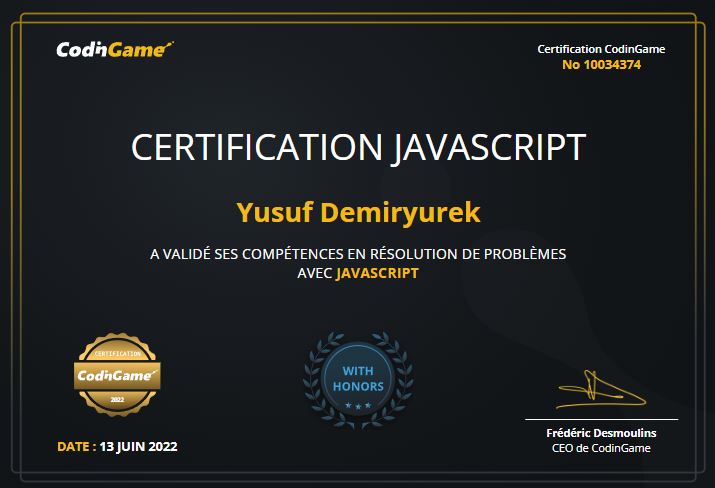 CodinGame
Certification CodinGame
No 10034374
CERTIFICATION JAVASCRIPT
Yusuf Demiryurek
A VALIDÉ SES COMPÉTENCES EN RÉSOLUTION DE PROBLÈMES
AVEC JAVASCRIPT
CERTIFICATION
CodinGame
2022
WITH
HONORS
Frédéric Desmoulins
CEO de CodinGame
DATE : 13 JUIN 2022